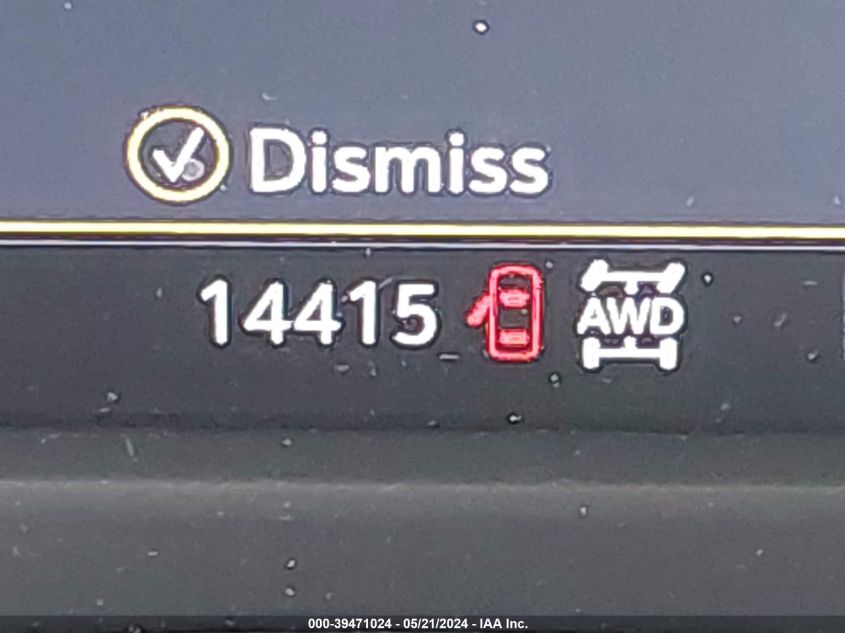 Dismiss
14415
AWD
000-39471024 - 05/21/2024 - IAA Inc.